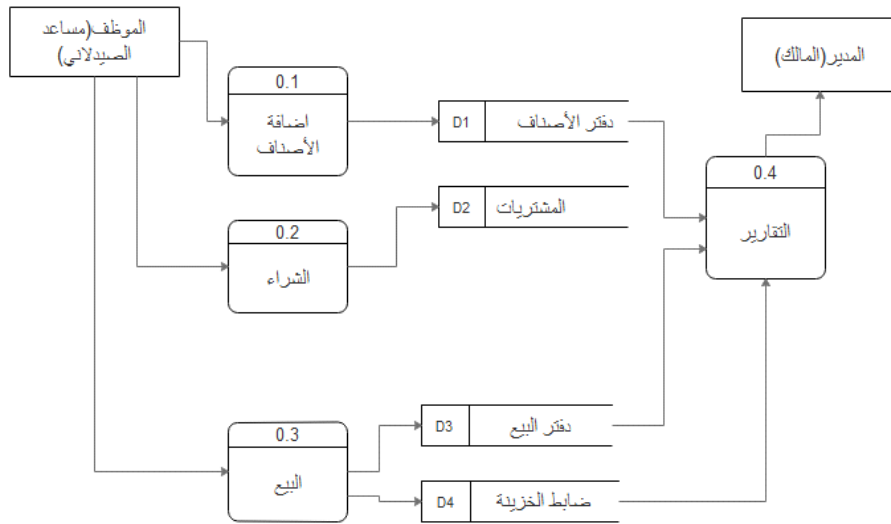 الموظف(مساعد
الصيدلاني)
المدير(المالك)
0.1
اضافة
الأصناف
D1
دفتر الأصناف
0.4
التقارير
D2
المشتريات
0.2
الشراء
0.3
البيع
D3
دفتر البيع
D4
ضابط الخزينة